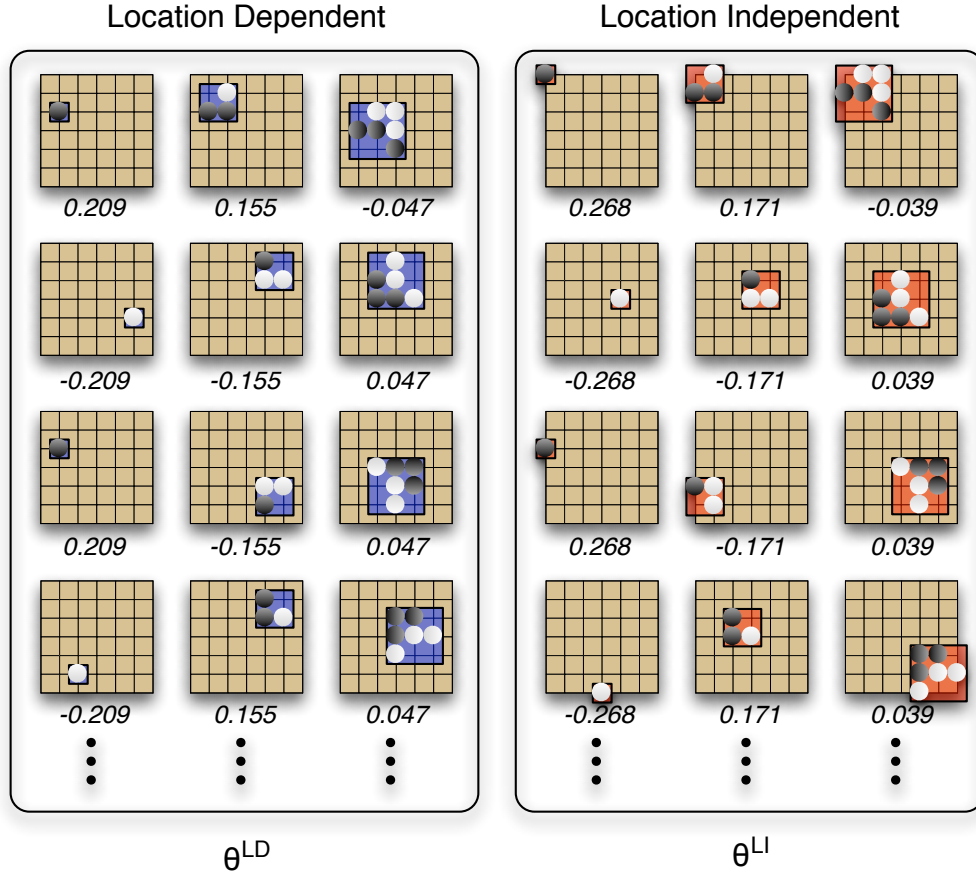 Location Dependent Location Independent
0.209 0.155 -0.047 0.268 0.171 -0.039
-0.209 -0.155 0.047 -0.268 -0.171 0.039
0.209 -0.155 0.047 0.268 -0.171 0.039
-0.209 0.155 0.047 -0.268 0.171 0.039
θLD θLI